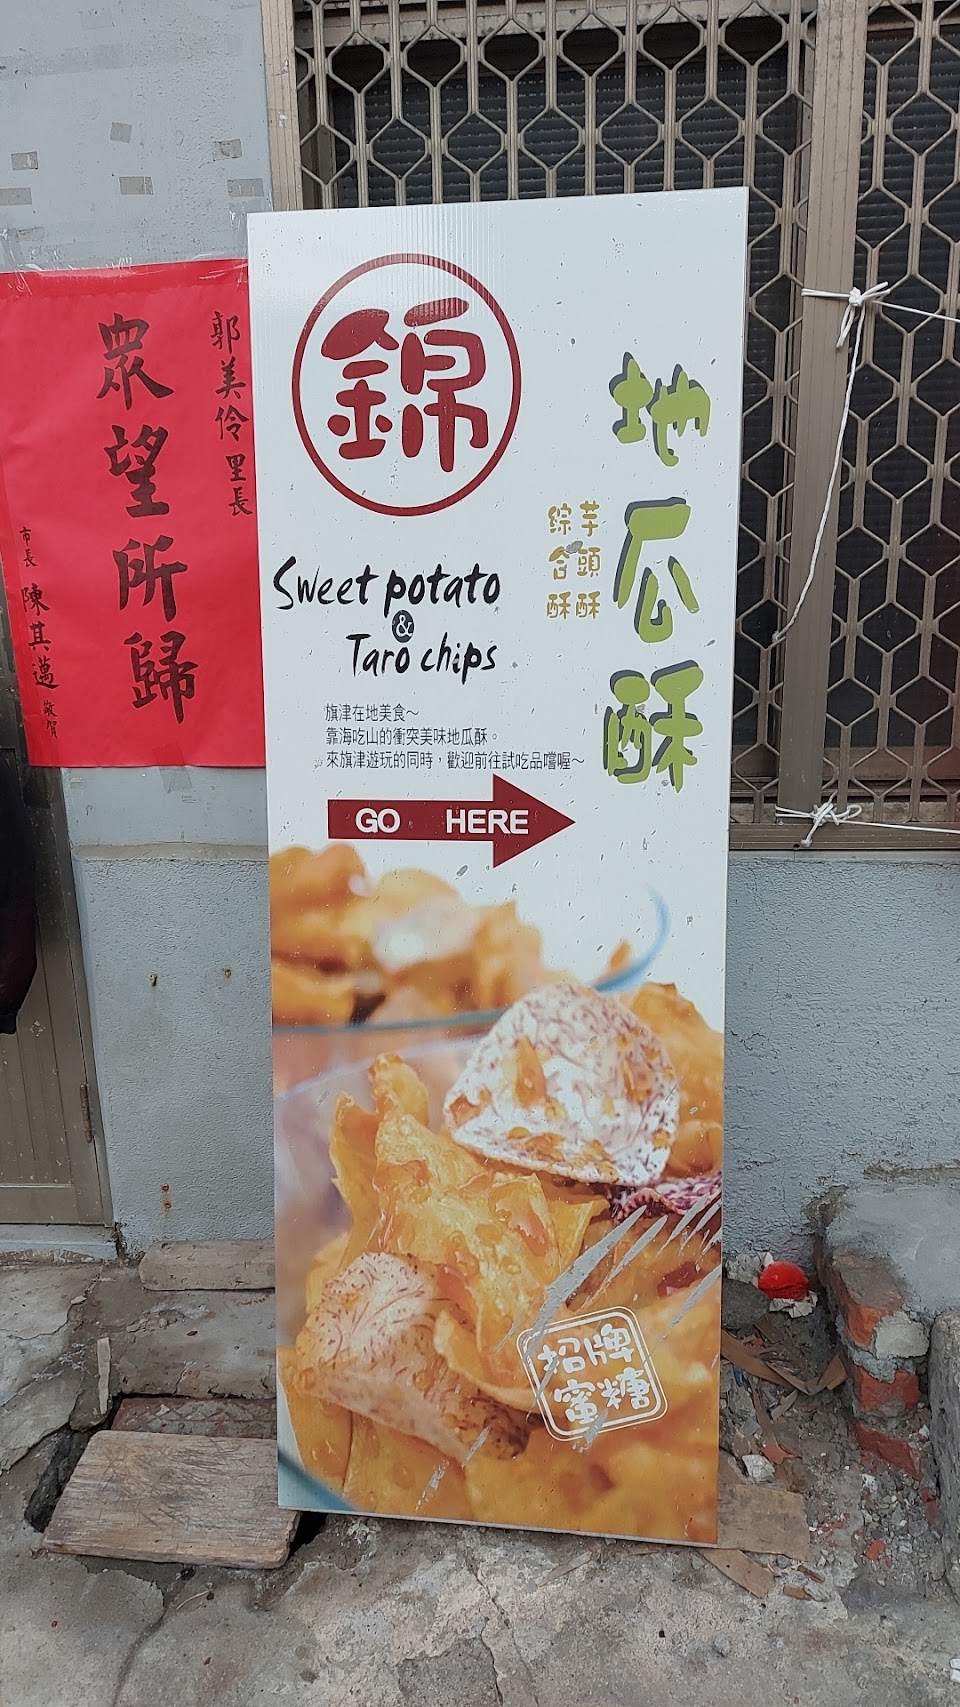 郭美伶 里長
眾望所歸
市長 陳其邁 敬賀
錦
地瓜酥
芋頭酥
综合酥
Sweet potato
&
Taro chips
旗津在地美食～
靠海吃山的衝突美味地瓜酥。
來旗津遊玩的同時，歡迎前往試吃品嚐喔～
GO HERE
招牌
蜜糖